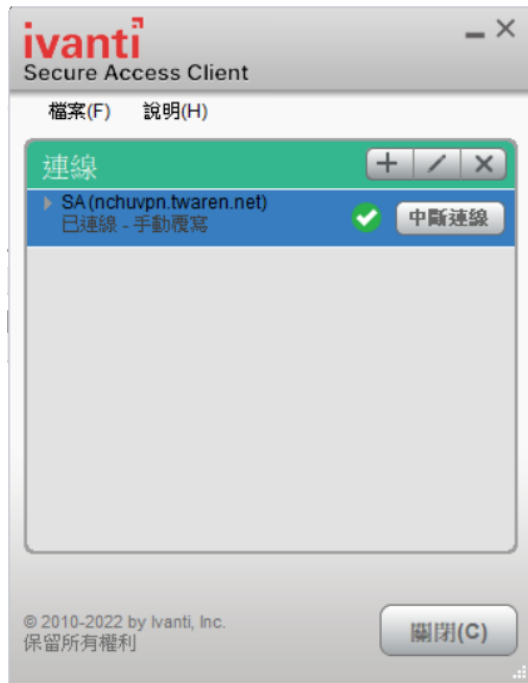 ivanti
Secure Access Client
檔案(F) 說明(H)
連線
SA (nchuvpn.twaren.net)
已連線 - 手動覆寫
中斷連線
© 2010-2022 by Ivanti, Inc.
保留所有權利
關閉(C)